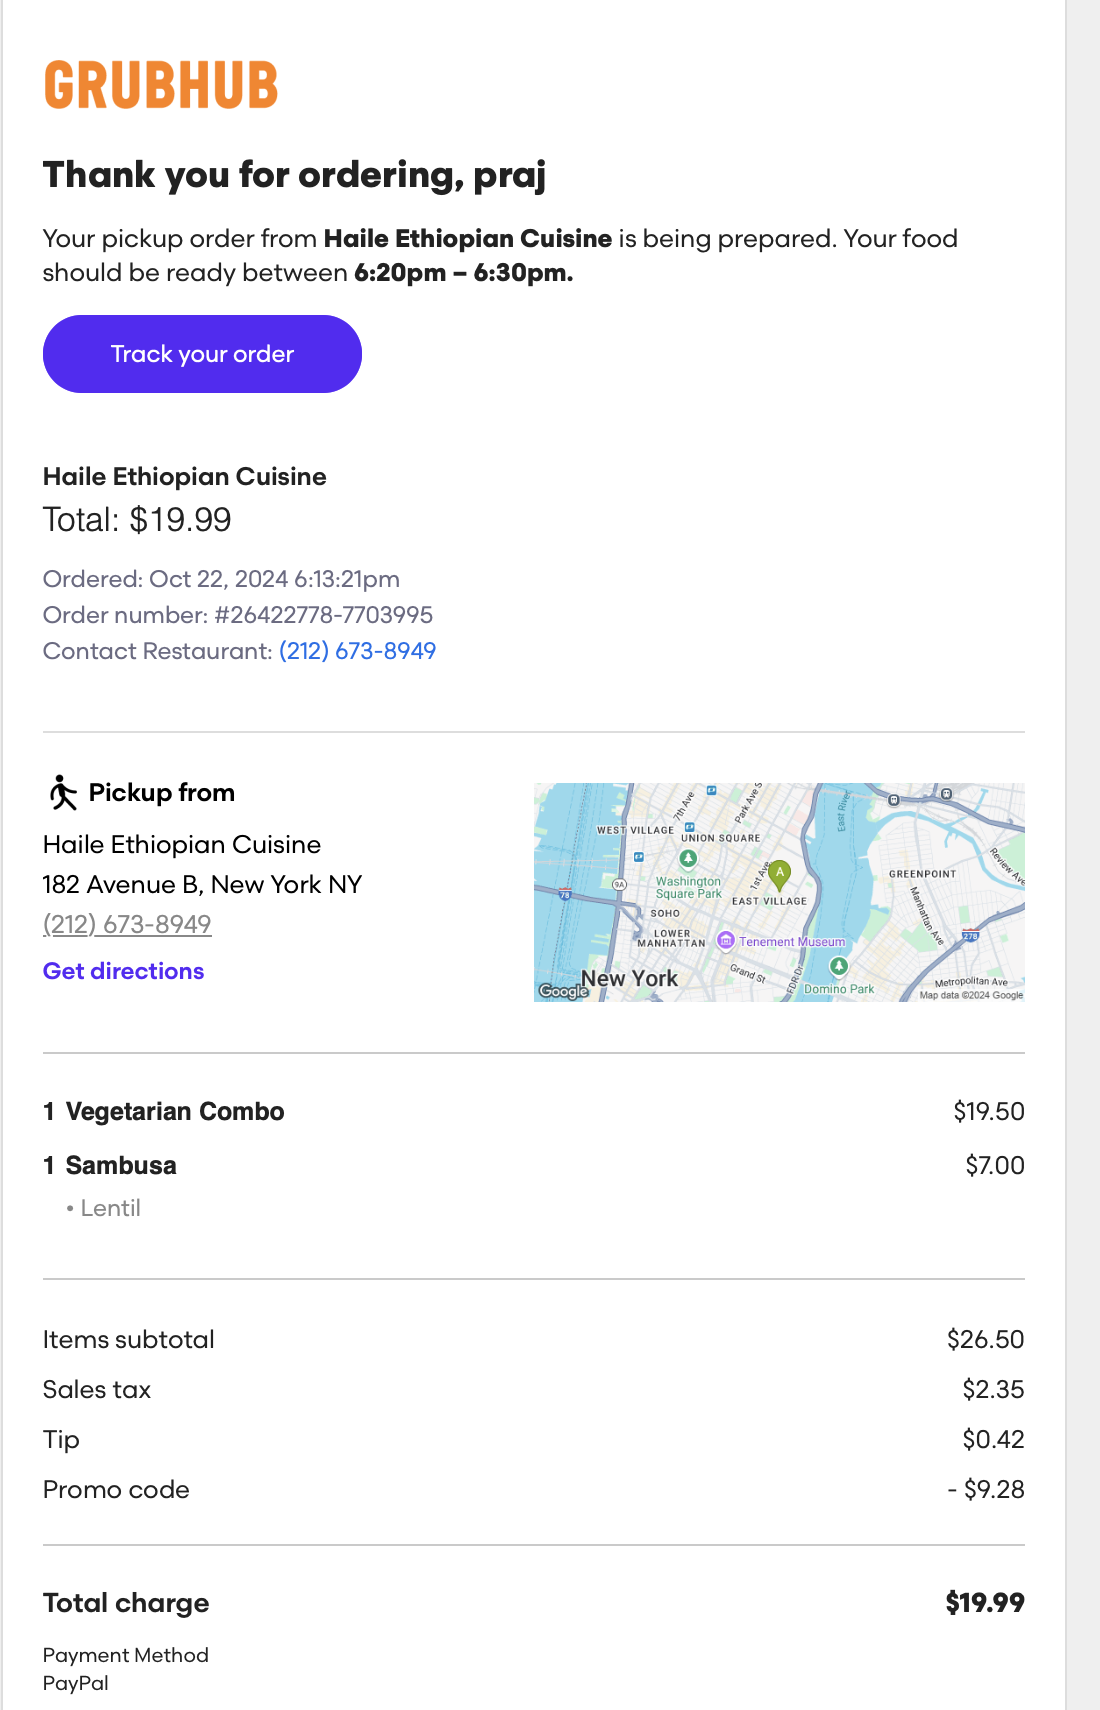 GRUBHUB
Thank you for ordering, praj
Your pickup order from Haile Ethiopian Cuisine is being prepared. Your food
should be ready between 6:20pm – 6:30pm.
Track your order
Haile Ethiopian Cuisine
Total: $19.99
Ordered: Oct 22, 2024 6:13:21pm
Order number: #26422778-7703995
Contact Restaurant: (212) 673-8949
Pickup from
Haile Ethiopian Cuisine
182 Avenue B, New York NY
(212) 673-8949
Get directions
7th Ave
Park Ave S
East River
WEST VILLAGE
UNION SQUARE
A
1st Ave
Washington
Square Park
9A
78
EAST VILLAGE
GREENPOINT
Review Ave
Manhattan Ave
SOHO
LOWER
MANHATTAN
Tenement Museum
278
Grand St
FDR Dr
Domino Park
New York
Metropolitan Ave
Google
Map data ©2024 Google
1 Vegetarian Combo $19.50
1 Sambusa $7.00
• Lentil
Items subtotal $26.50
Sales tax $2.35
Tip $0.42
Promo code - $9.28
Total charge $19.99
Payment Method
PayPal